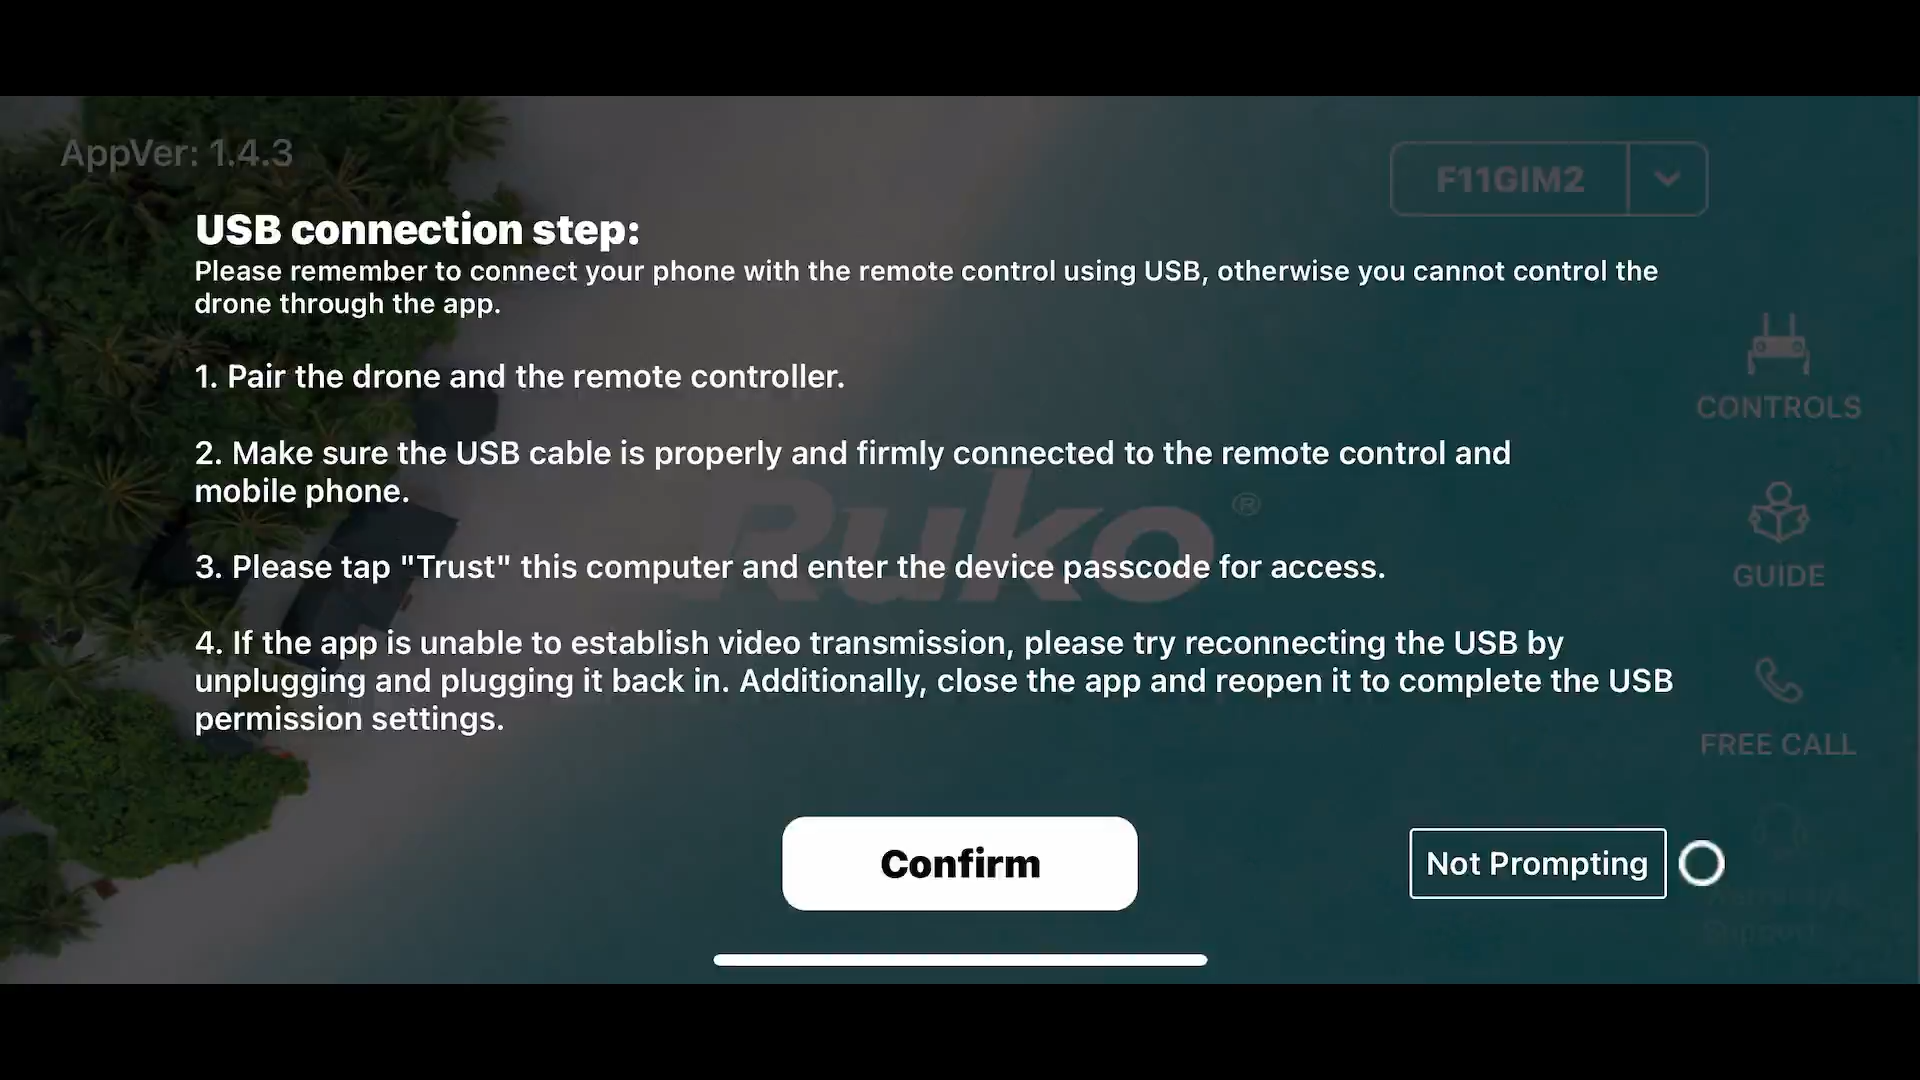 AppVer: 1.4.3
F11GIM2
USB connection step:
Please remember to connect your phone with the remote control using USB, otherwise you cannot control the
drone through the app.
1. Pair the drone and the remote controller.
2. Make sure the USB cable is properly and firmly connected to the remote control and
mobile phone.
3. Please tap "Trust" this computer and enter the device passcode for access.
4. If the app is unable to establish video transmission, please try reconnecting the USB by
unplugging and plugging it back in. Additionally, close the app and reopen it to complete the USB
permission settings.
Ruko®
CONTROLS
GUIDE
FREE CALL
Confirm
Not Prompting
Support